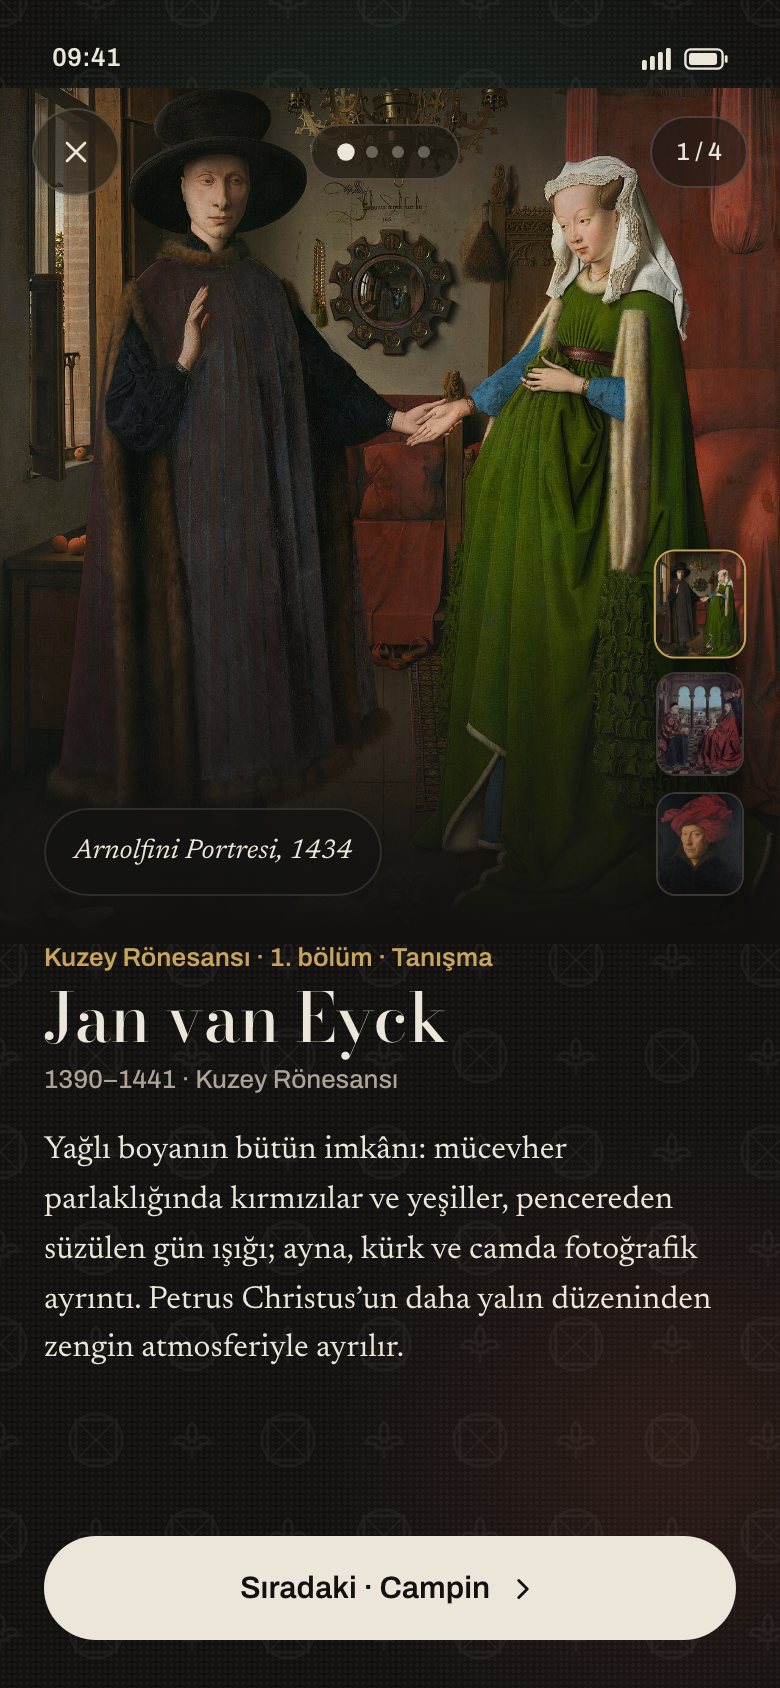 09:41
1 / 4
Arnolfini Portresi, 1434
Kuzey Rönesansı · 1. bölüm · Tanışma
Jan van Eyck
1390–1441 · Kuzey Rönesansı
Yağlı boyanın bütün imkânı: mücevher
parlaklığında kırmızılar ve yeşiller, pencereden
süzülen gün ışığı; ayna, kürk ve camda fotoğrafik
ayrıntı. Petrus Christus’un daha yalın düzeninden
zengin atmosferiyle ayrılır.
Sıradaki · Campin